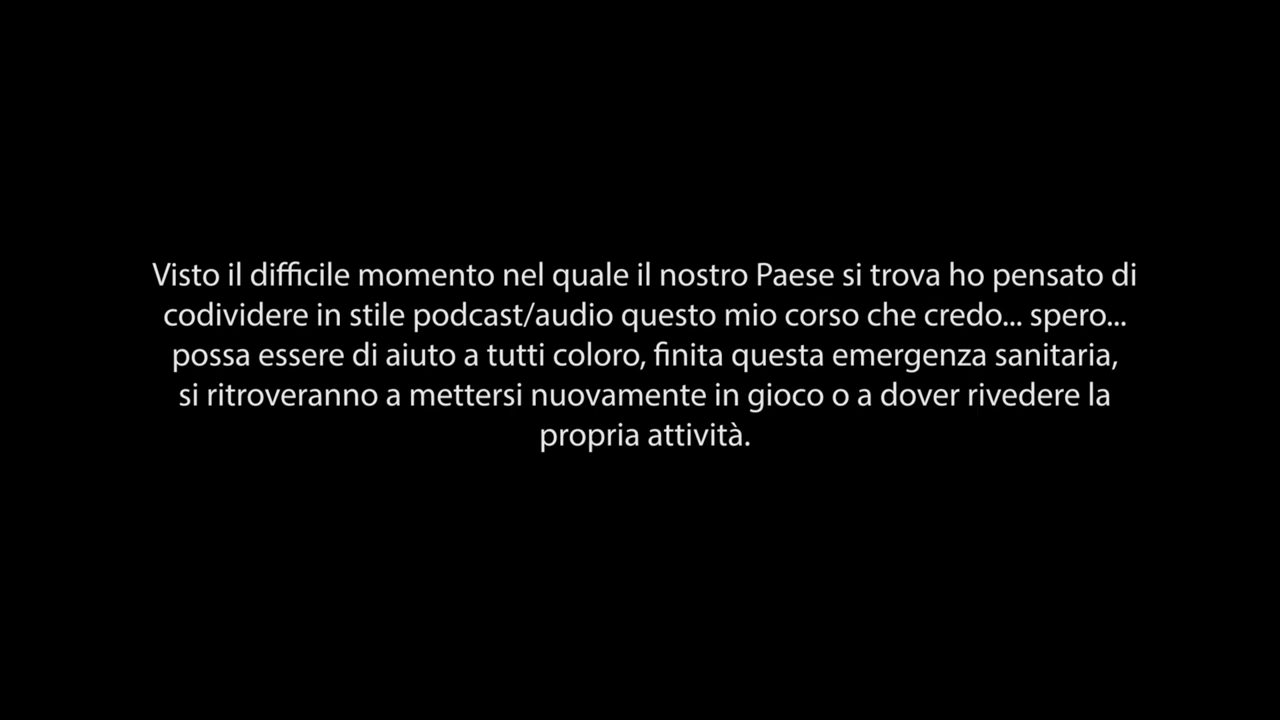 Visto il difficile momento nel quale il nostro Paese si trova ho pensato di
codividere in stile podcast/audio questo mio corso che credo... spero...
possa essere di aiuto a tutti coloro, finita questa emergenza sanitaria,
si ritroveranno a mettersi nuovamente in gioco o a dover rivedere la
propria attività.